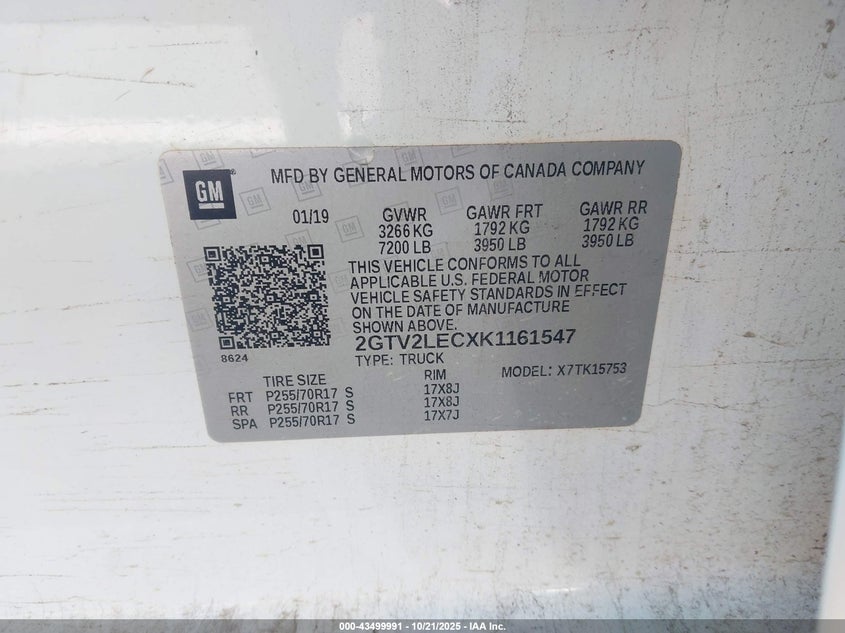 GM
MFD BY GENERAL MOTORS OF CANADA COMPANY
01/19 GVWR GAWR FRT GAWR RR
3266 KG 1792 KG 1792 KG
7200 LB 3950 LB 3950 LB
THIS VEHICLE CONFORMS TO ALL
APPLICABLE U.S. FEDERAL MOTOR
VEHICLE SAFETY STANDARDS IN EFFECT
ON THE DATE OF MANUFACTURE
SHOWN ABOVE.
8624
2GTV2LECXK1161547
TYPE: TRUCK MODEL: X7TK15753
TIRE SIZE RIM
FRT P255/70R17 S 17X8J
RR P255/70R17 S 17X8J
SPA P255/70R17 S 17X7J
000-43499991 - 10/21/2025 - IAAI.com, Inc.